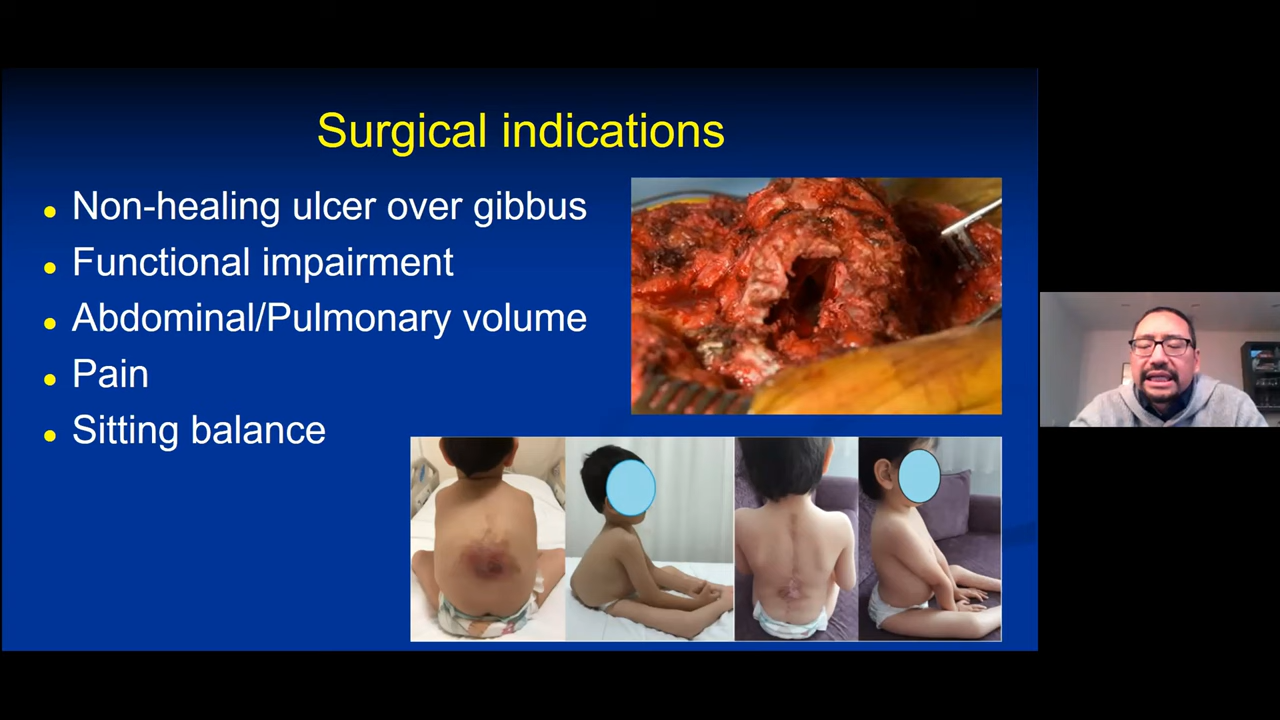 Surgical indications
Non-healing ulcer over gibbus
Functional impairment
Abdominal/Pulmonary volume
Pain
Sitting balance